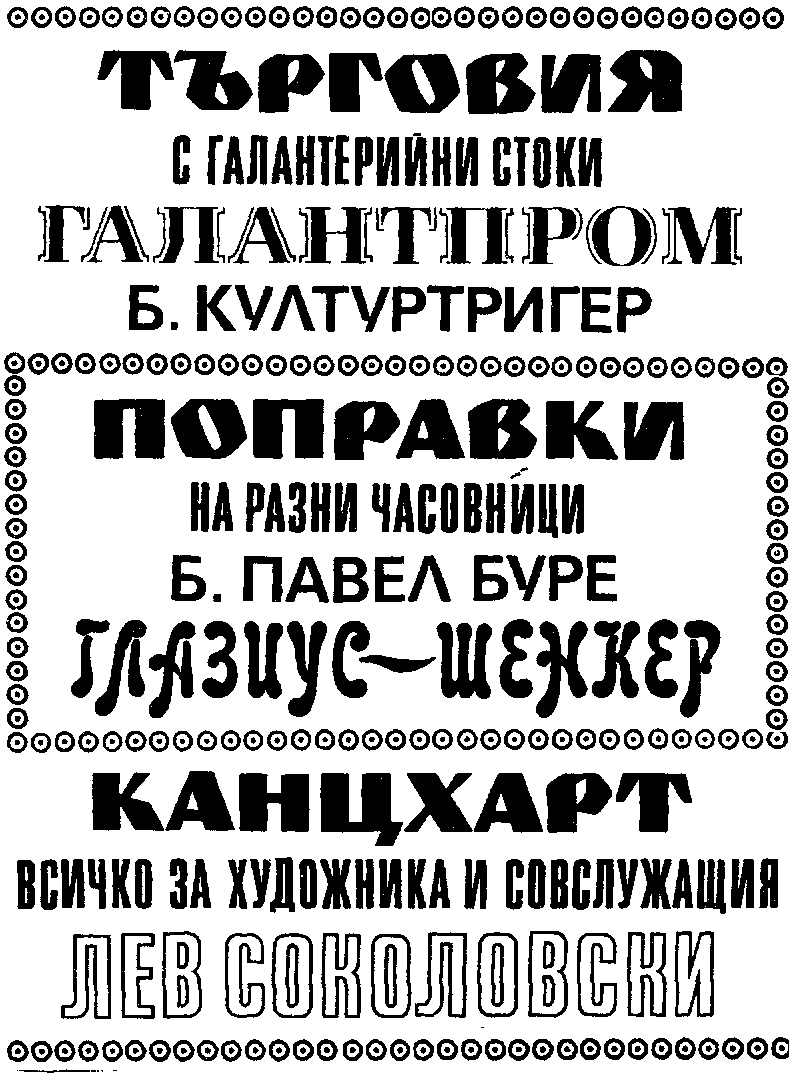 ТЪРГОВИЯ
С ГАЛАНТЕРИЙНИ СТОКИ
ГАЛАНТПРОМ
Б. КУЛТУРТРИГЕР
ПОПРАВКИ
НА РАЗНИ ЧАСОВНИЦИ
Б. ПАВЕЛ БУРЕ
ГЛАЗИУС—ШЕНКЕР
КАНЦХАРТ
ВСИЧКО ЗА ХУДОЖНИКА И СОВСЛУЖАЩИЯ
ЛЕВ СОКОЛОВСКИ